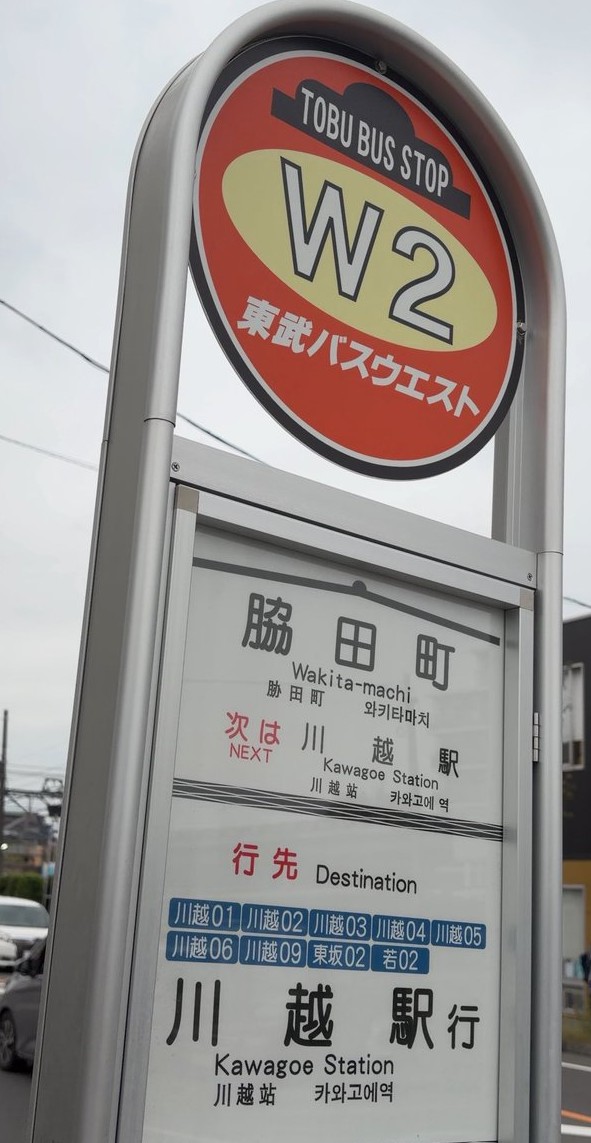 TOBU BUS STOP
W2
東武バスウエスト
脇田町
Wakita-machi
胁田町 와키타마치
次は 川越駅
NEXT Kawagoe Station
川越站 카와고에 역
行先 Destination
川越01 川越02 川越03 川越04 川越05
川越06 川越09 東坂02 若02
川越駅行
Kawagoe Station
川越站 카와고에역